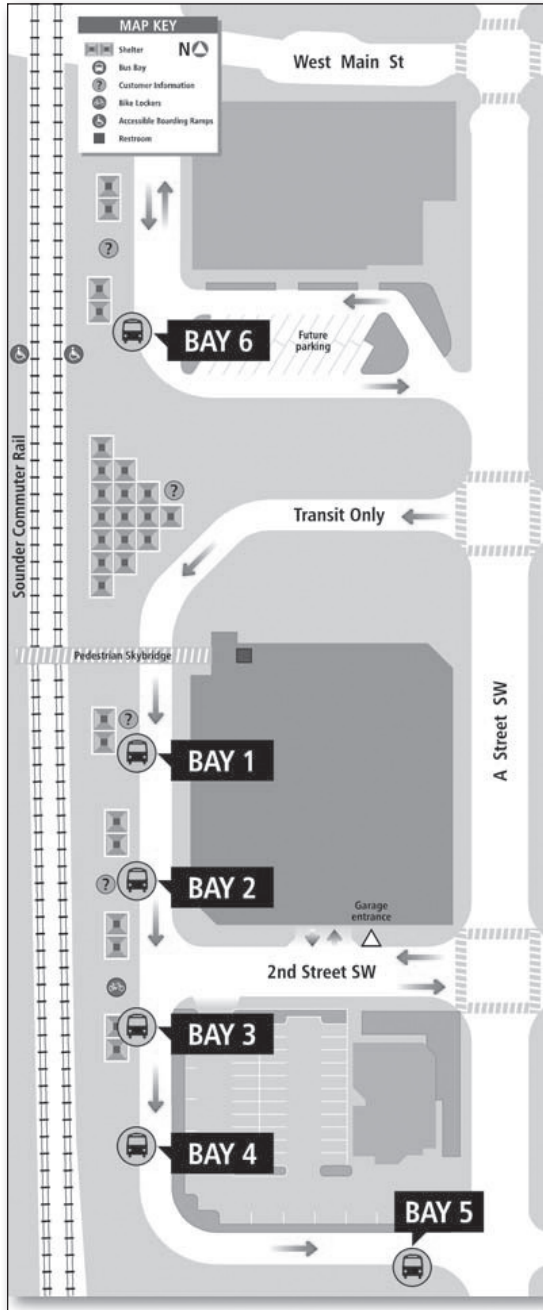 MAP KEY
Shelter
N
Bus Bay
? Customer Information
Bike Lockers
Accessible Boarding Ramps
Restroom
West Main St
?
BAY 6
Future
parking
Sounder Commuter Rail
?
Transit Only
Pedestrian Skybridge
A Street SW
?
BAY 1
?
BAY 2
Garage
entrance
2nd Street SW
BAY 3
BAY 4
BAY 5